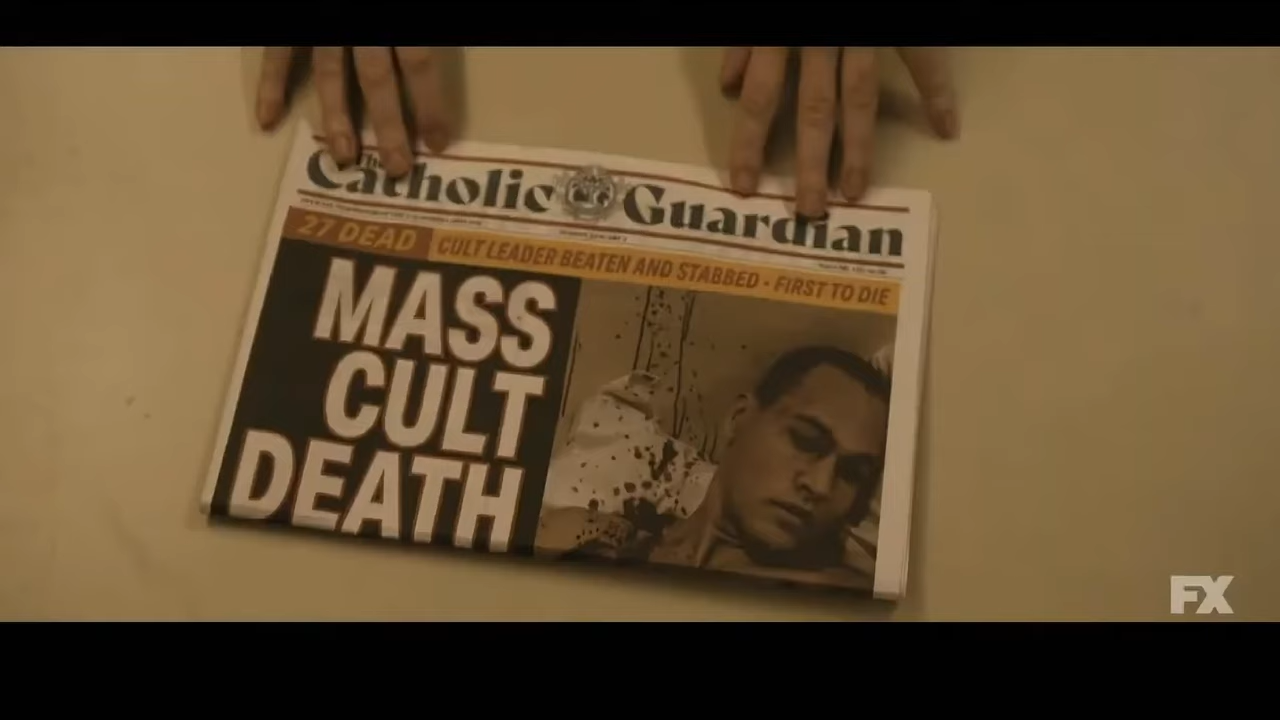 The
Catholic Guardian
27 DEAD CULT LEADER BEATEN AND STABBED - FIRST TO DIE
MASS
CULT
DEATH
FX